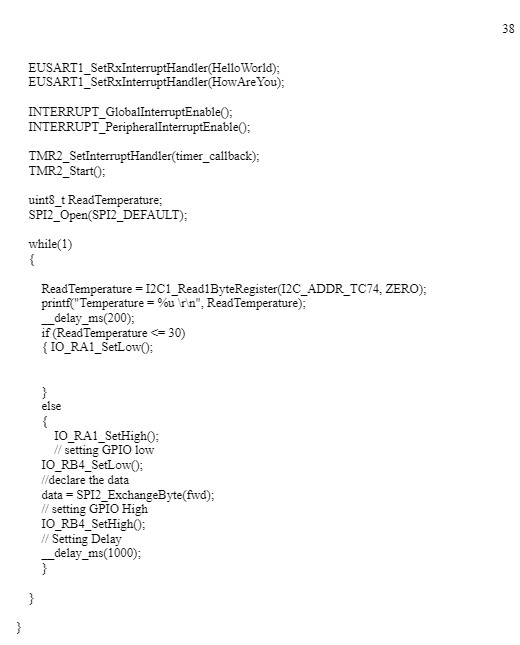 38
EUSART1_SetRxInterruptHandler(HelloWorld);
EUSART1_SetRxInterruptHandler(HowAreYou);
INTERRUPT_GlobalInterruptEnable();
INTERRUPT_PeripheralInterruptEnable();
TMR2_SetInterruptHandler(timer_callback);
TMR2_Start();
uint8_t ReadTemperature;
SPI2_Open(SPI2_DEFAULT);
while(1)
{
ReadTemperature = I2C1_Read1ByteRegister(I2C_ADDR_TC74, ZERO);
printf("Temperature = %u \r\n", ReadTemperature);
__delay_ms(200);
if (ReadTemperature <= 30)
{ IO_RA1_SetLow();
}
else
{
IO_RA1_SetHigh();
// setting GPIO low
IO_RB4_SetLow();
//declare the data
data = SPI2_ExchangeByte(fwd);
// setting GPIO High
IO_RB4_SetHigh();
// Setting Delay
__delay_ms(1000);
}
}
}